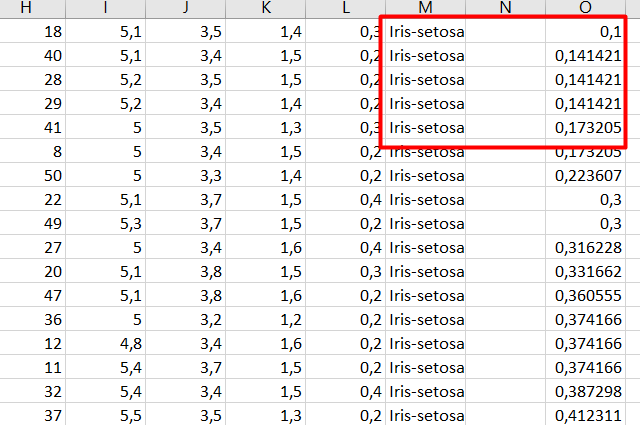 H I J K L M N O
18 5,1 3,5 1,4 0,3 Iris-setosa 0,1
40 5,1 3,4 1,5 0,2 Iris-setosa 0,141421
28 5,2 3,5 1,5 0,2 Iris-setosa 0,141421
29 5,2 3,4 1,4 0,2 Iris-setosa 0,141421
41 5 3,5 1,3 0,3 Iris-setosa 0,173205
8 5 3,4 1,5 0,2 Iris-setosa 0,173205
50 5 3,3 1,4 0,2 Iris-setosa 0,223607
22 5,1 3,7 1,5 0,4 Iris-setosa 0,3
49 5,3 3,7 1,5 0,2 Iris-setosa 0,3
27 5 3,4 1,6 0,4 Iris-setosa 0,316228
20 5,1 3,8 1,5 0,3 Iris-setosa 0,331662
47 5,1 3,8 1,6 0,2 Iris-setosa 0,360555
36 5 3,2 1,2 0,2 Iris-setosa 0,374166
12 4,8 3,4 1,6 0,2 Iris-setosa 0,374166
11 5,4 3,7 1,5 0,2 Iris-setosa 0,374166
32 5,4 3,4 1,5 0,4 Iris-setosa 0,387298
37 5,5 3,5 1,3 0,2 Iris-setosa 0,412311